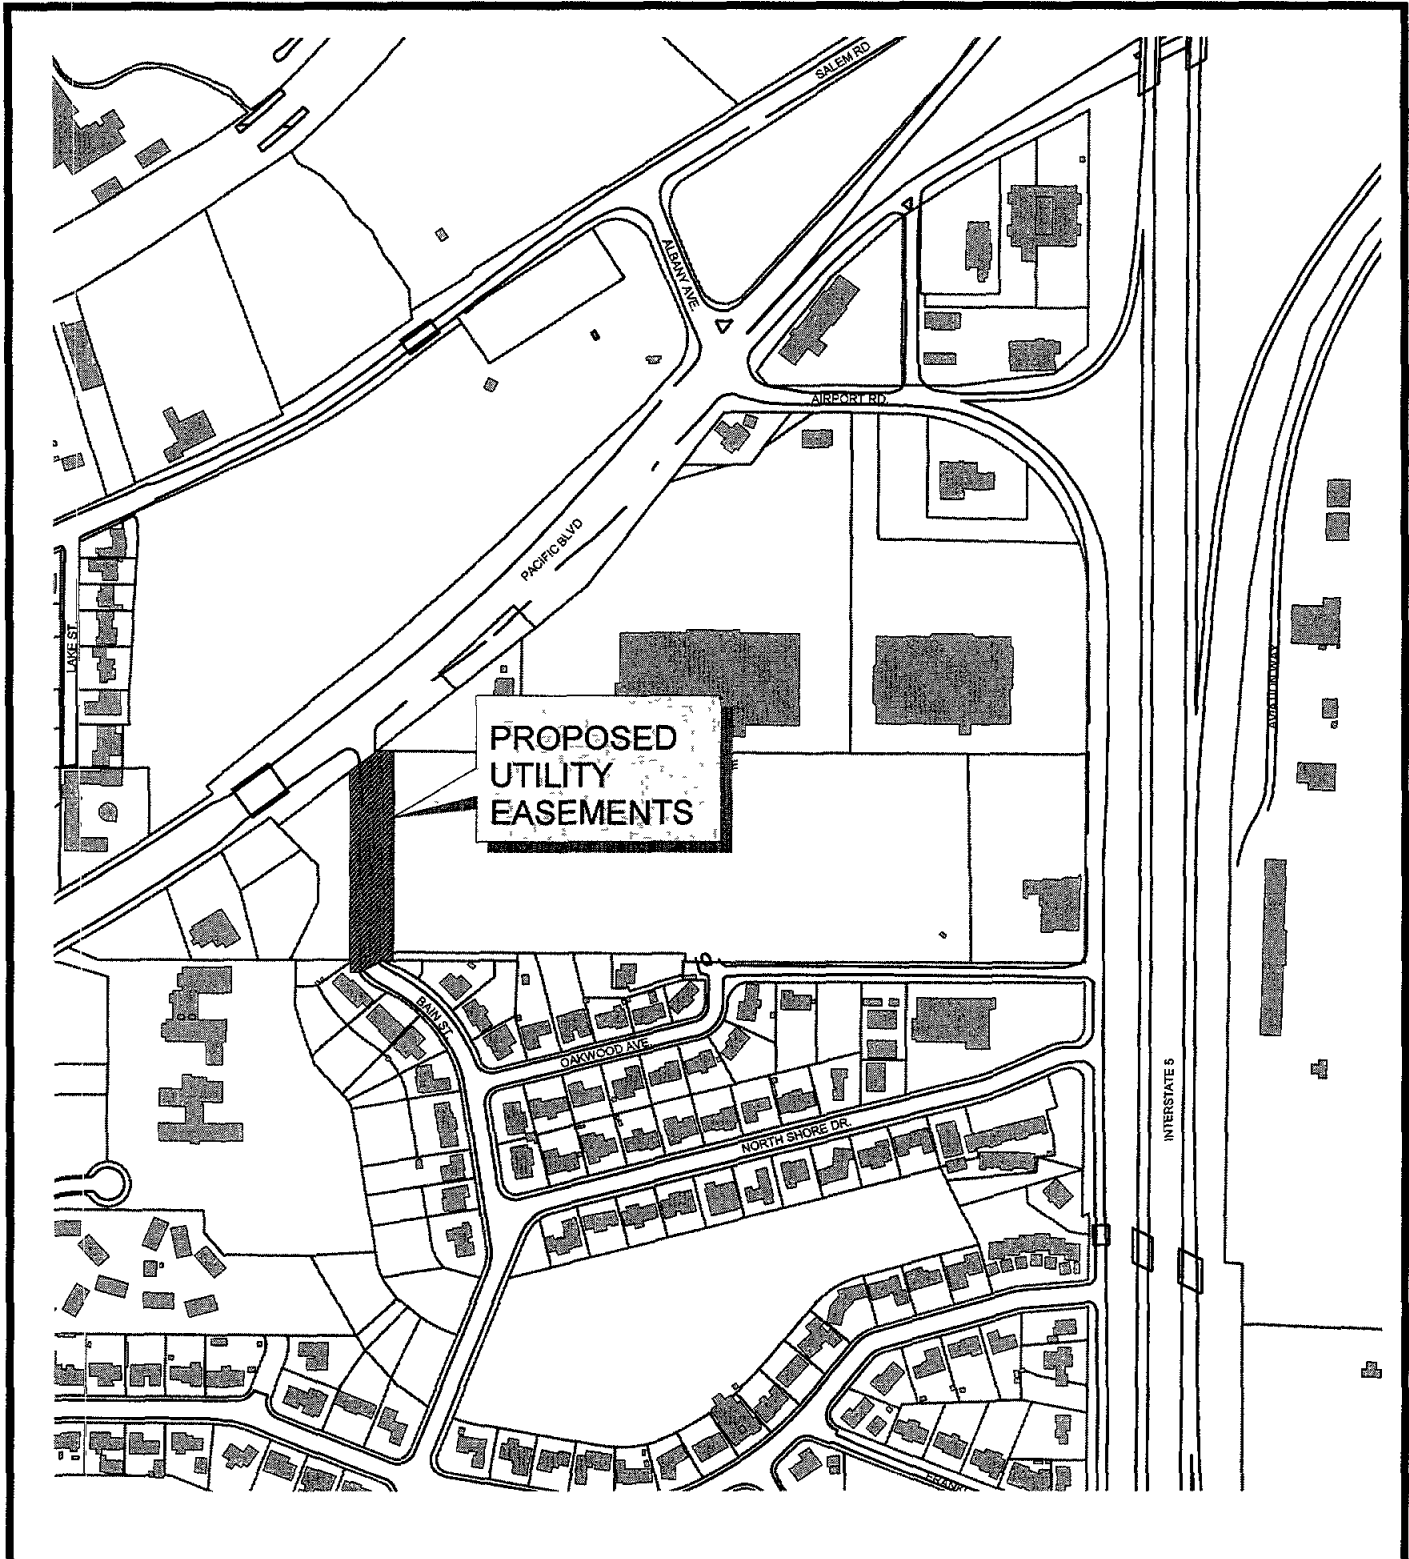 SALEM RD
ALBANY AVE.
AIRPORT RD.
PACIFIC BLVD
LAKE ST.
PROPOSED
UTILITY
EASEMENTS
BAIN ST.
OAKWOOD AVE.
NORTH SHORE DR.
INTERSTATE 5